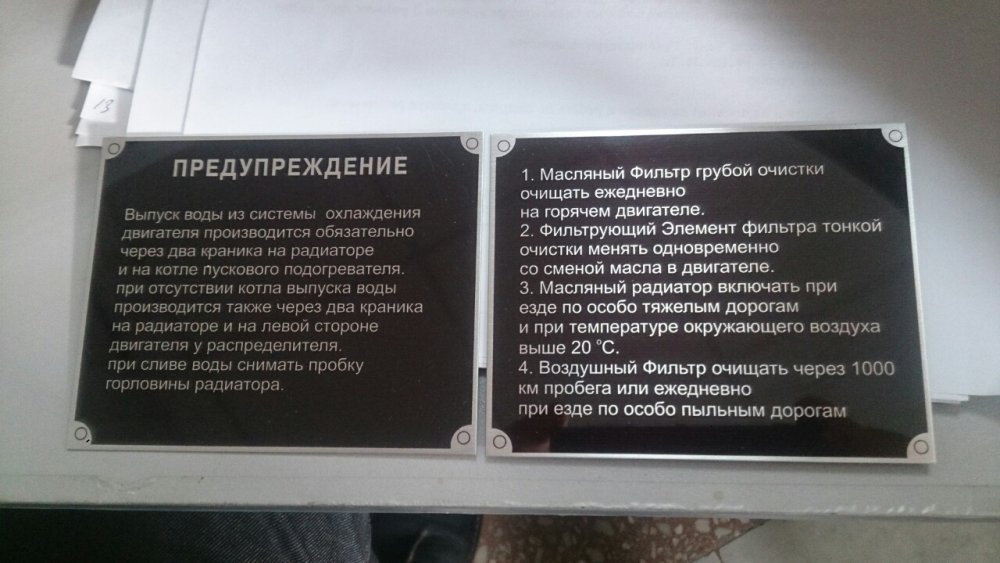 13
ПРЕДУПРЕЖДЕНИЕ
Выпуск воды из системы охлаждения
двигателя производится обязательно
через два краника на радиаторе
и на котле пускового подогревателя.
при отсутствии котла выпуска воды
производится также через два краника
на радиаторе и на левой стороне
двигателя у распределителя.
при сливе воды снимать пробку
горловины радиатора.
1. Масляный Фильтр грубой очистки
очищать ежедневно
на горячем двигателе.
2. Фильтрующий Элемент фильтра тонкой
очистки менять одновременно
со сменой масла в двигателе.
3. Масляный радиатор включать при
езде по особо тяжелым дорогам
и при температуре окружающего воздуха
выше 20 °С.
4. Воздушный Фильтр очищать через 1000
км пробега или ежедневно
при езде по особо пыльным дорогам